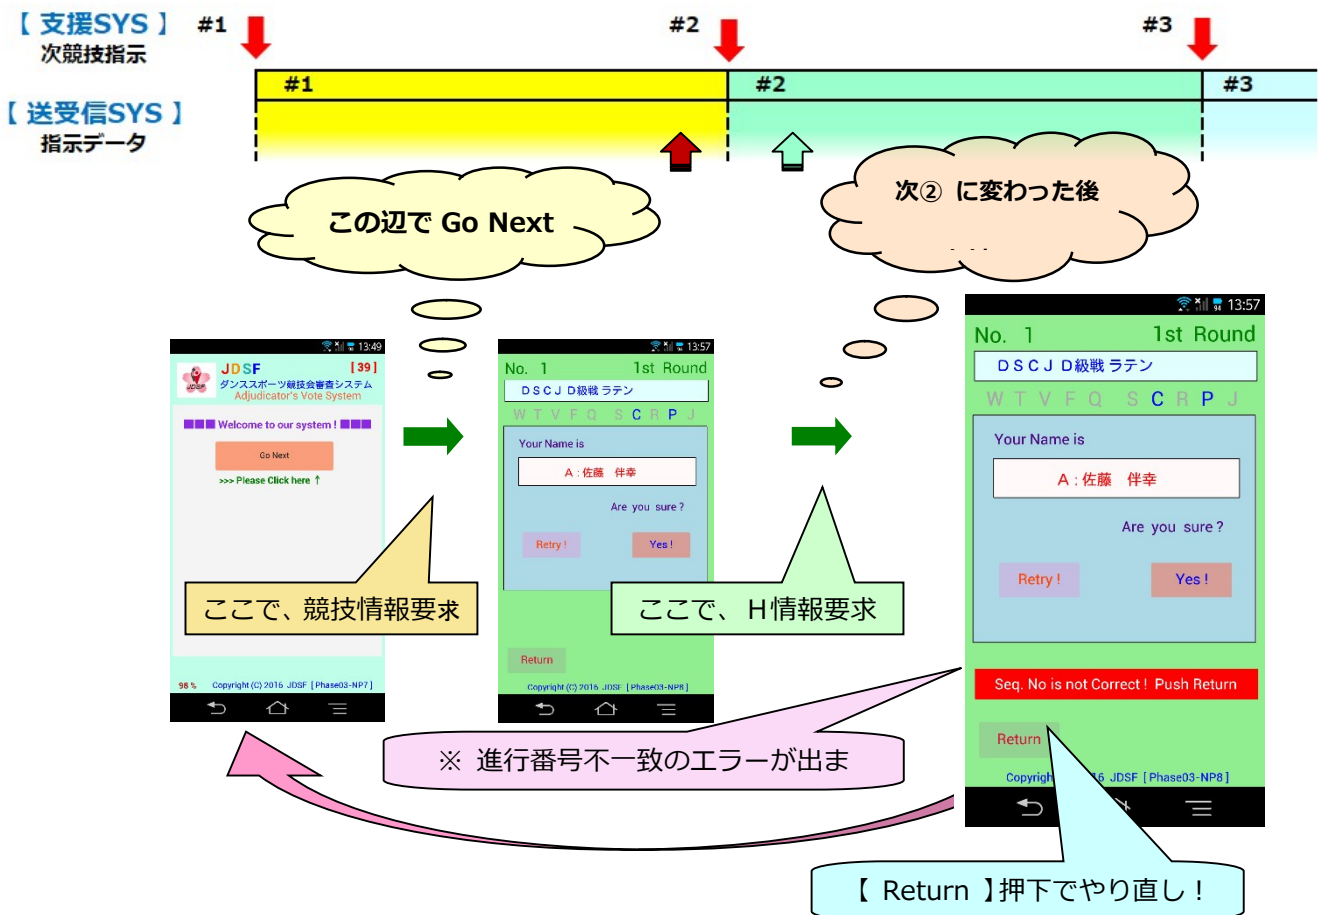 【 支援SYS 】
次競技指示
#1
#2
#3
#1
#2
#3
【 送受信SYS 】
指示データ
この辺で Go Next
次② に変わった後
13:49
JDSF
[ 39 ]
JDSF
ダンススポーツ競技会審査システム
Adjudicator's Vote System
■■■ Welcome to our system ! ■■■
Go Next
>>> Please Click here ↑
98 %
Copyright (C) 2016 JDSF [ Phase03-NP7 ]
13:57
No. 1
1st Round
ＤＳＣＪ Ｄ級戦 ラテン
W T V F Q S C R P J
Your Name is
Ａ : 佐藤　伴幸
Are you sure ?
Retry !
Yes !
Return
Copyright (C) 2016 JDSF [ Phase03-NP8 ]
94 13:57
No. 1
1st Round
ＤＳＣＪ Ｄ級戦 ラテン
W T V F Q S C R P J
Your Name is
Ａ : 佐藤　伴幸
Are you sure ?
Retry !
Yes !
Seq. No is not Correct ! Push Return
Return
Copyrigh 16 JDSF [ Phase03-NP8 ]
ここで、競技情報要求
ここで、Ｈ情報要求
※ 進行番号不一致のエラーが出ま
【 Return 】押下でやり直し！